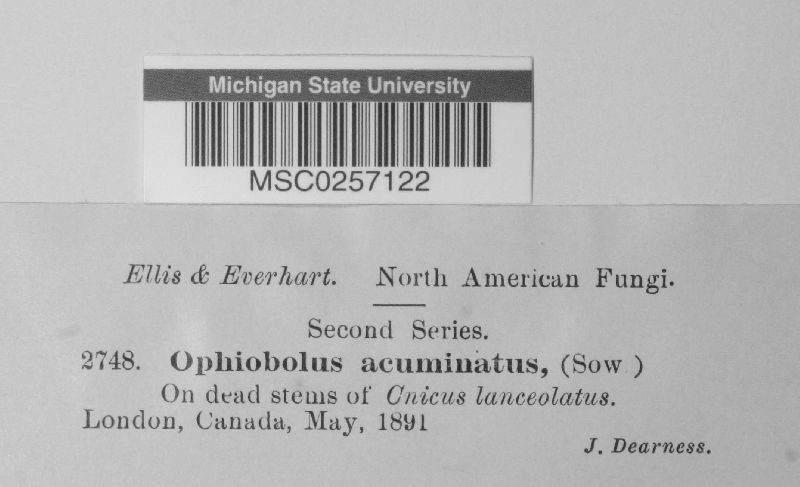 Michigan State University
MSC0257122
Ellis & Everhart. North American Fungi.
Second Series.
2748. Ophiobolus acuminatus, (Sow )
On dead stems of Cnicus lanceolatus.
London, Canada, May, 1891
J. Dearness.